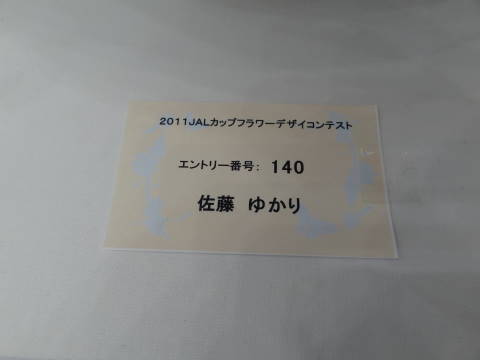 2011JALカップフラワーデザイコンテスト
エントリー番号： 140
佐藤 ゆかり